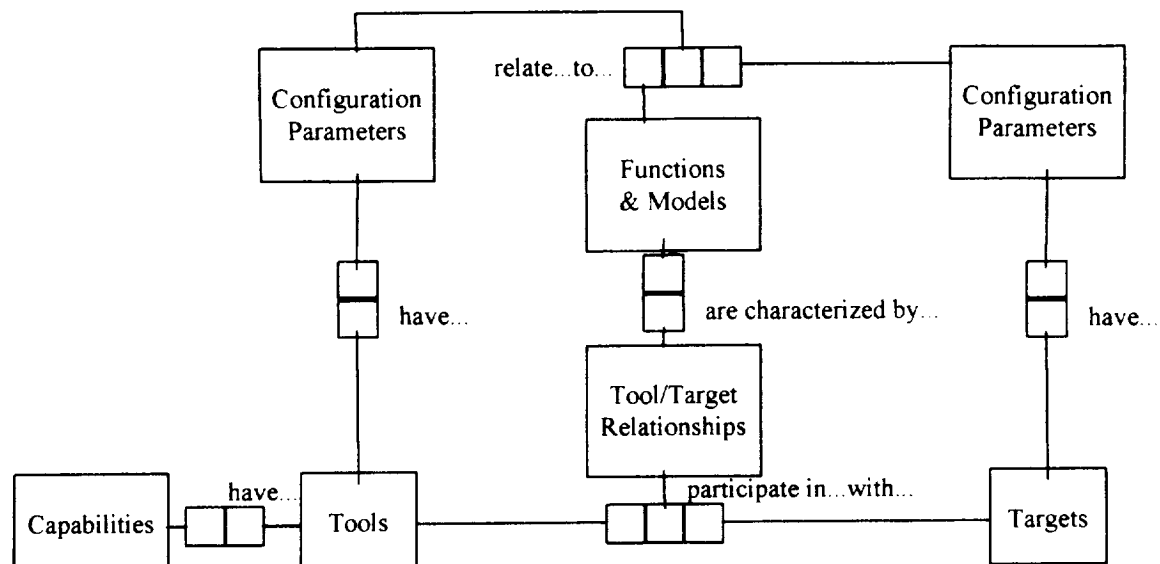 relate...to...
Configuration
Parameters
Configuration
Parameters
Functions
& Models
have...
are characterized by...
have...
Tool/Target
Relationships
have...
participate in...with...
Capabilities
Tools
Targets